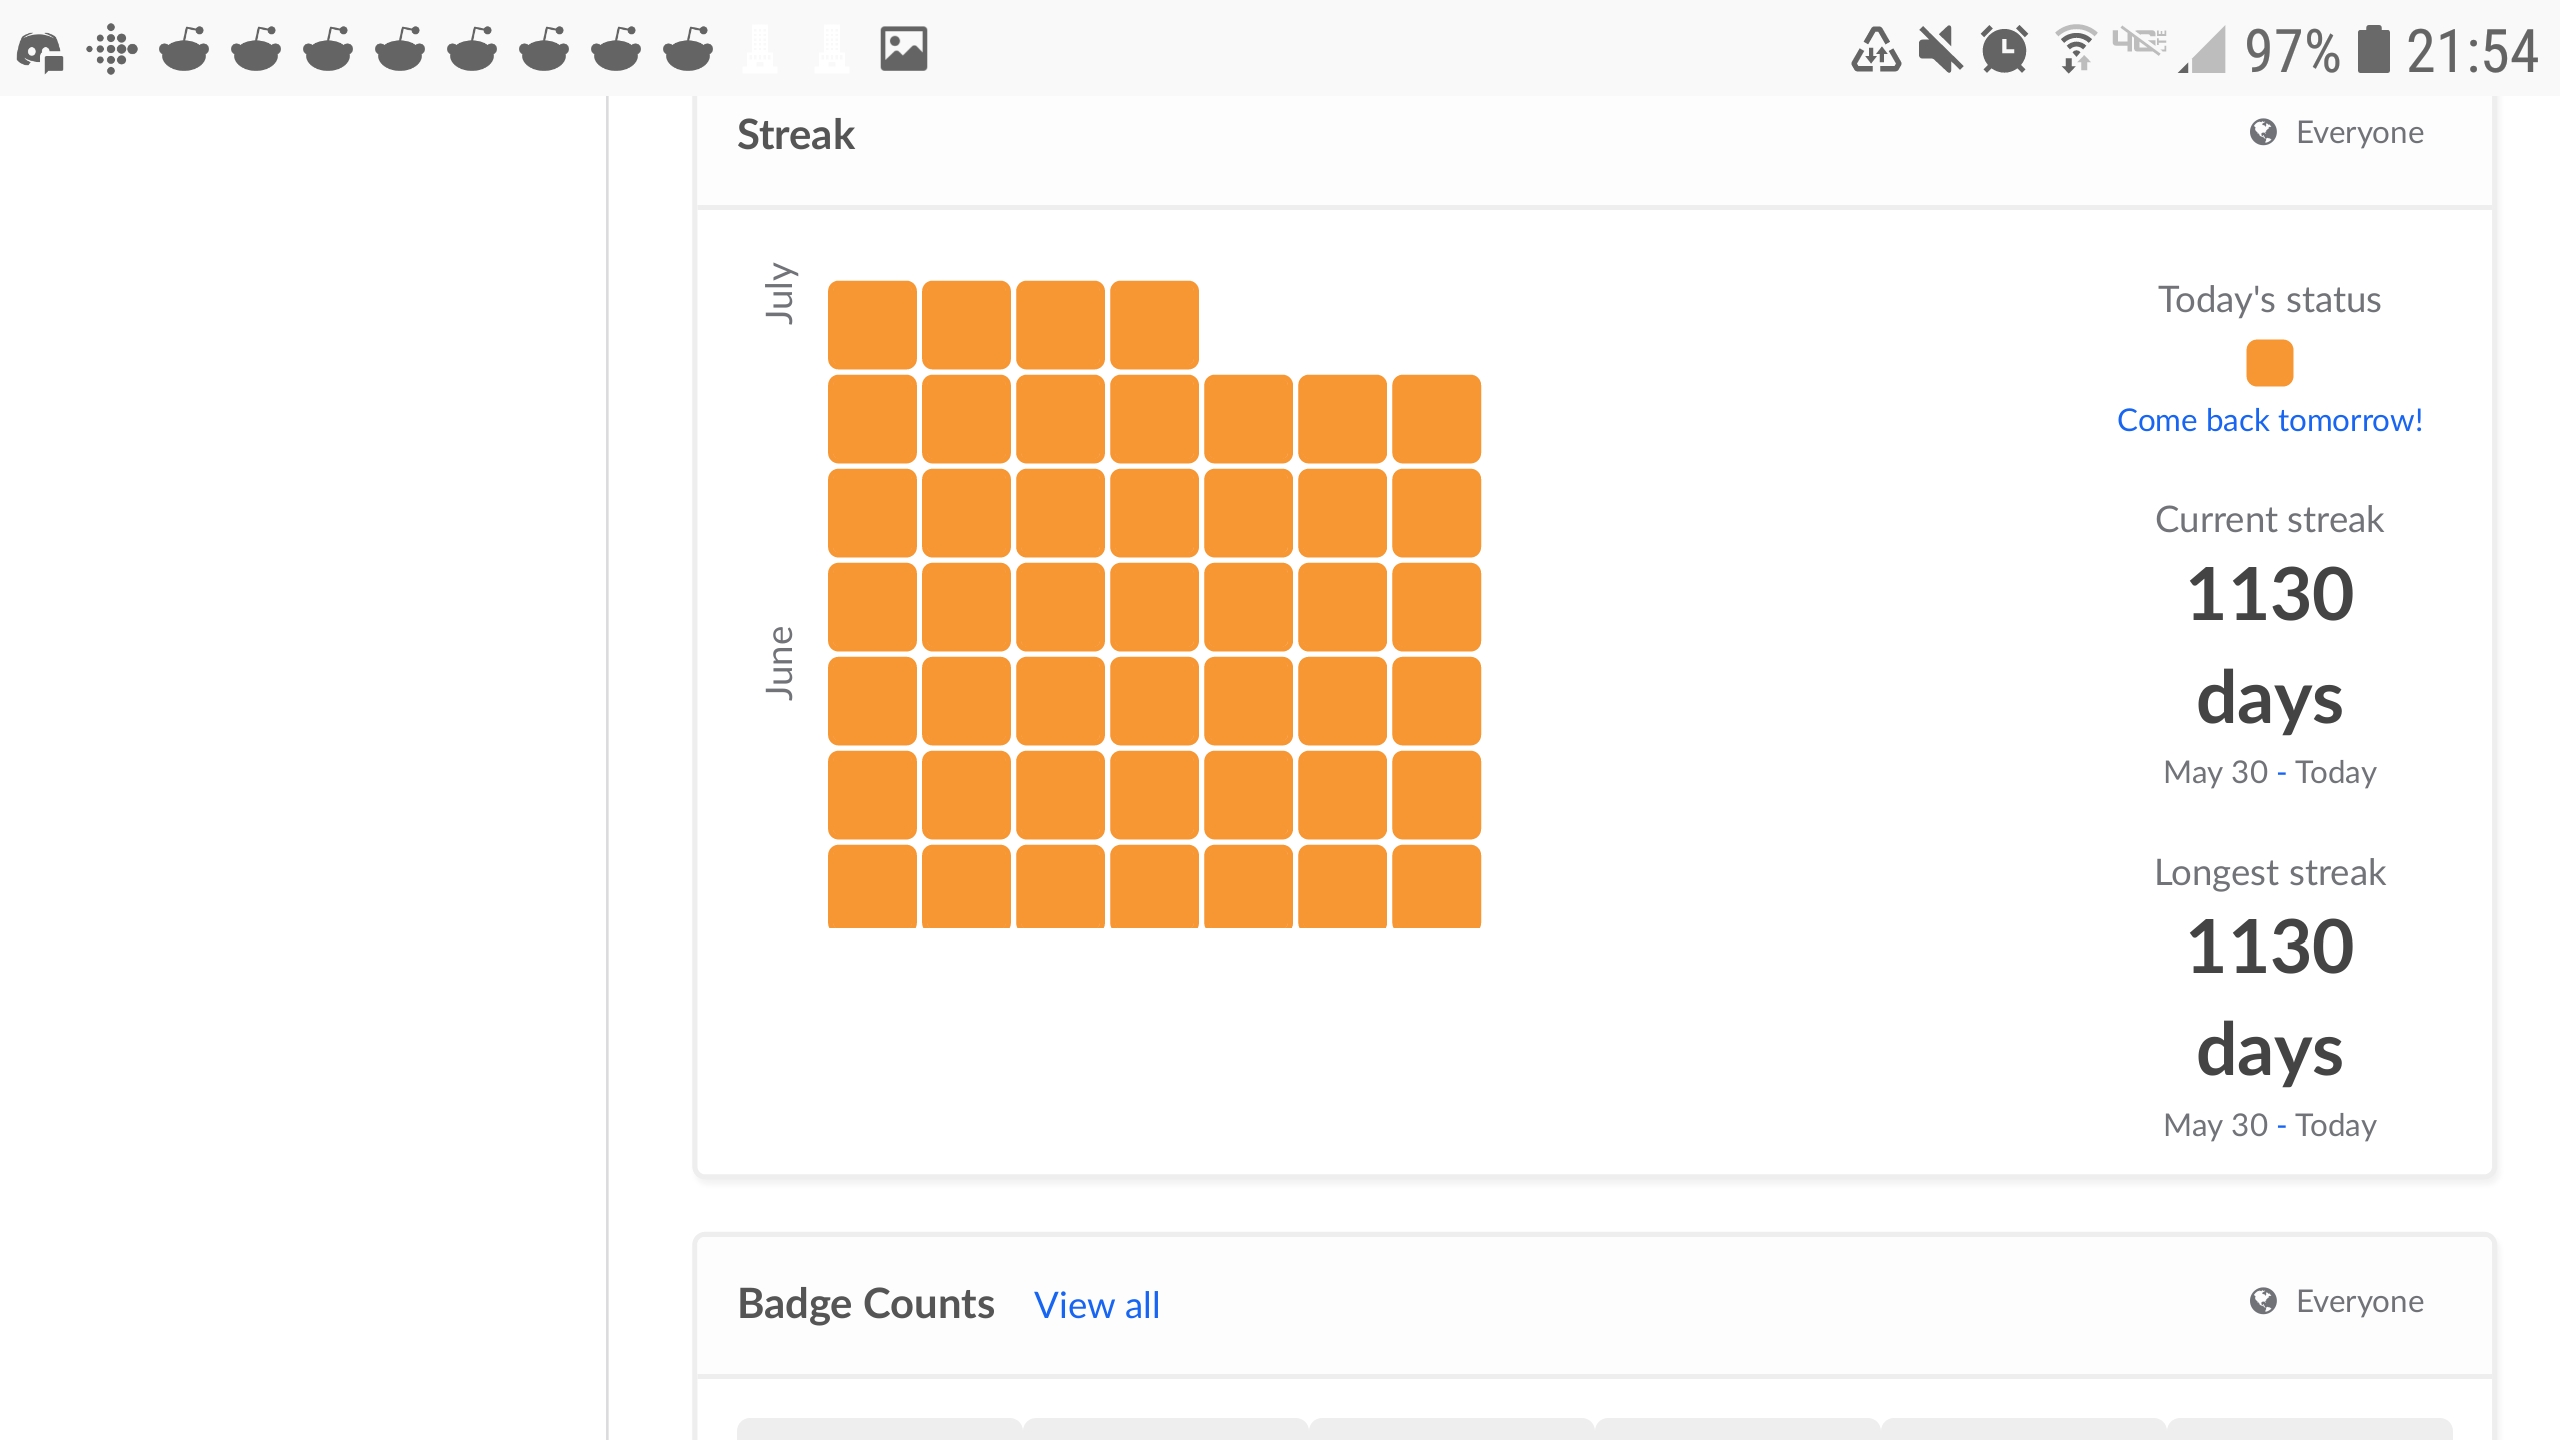 97% 21:54
Streak
Everyone
July
June
Today's status
Come back tomorrow!
Current streak
1130
days
May 30 - Today
Longest streak
1130
days
May 30 - Today
Badge Counts View all
Everyone